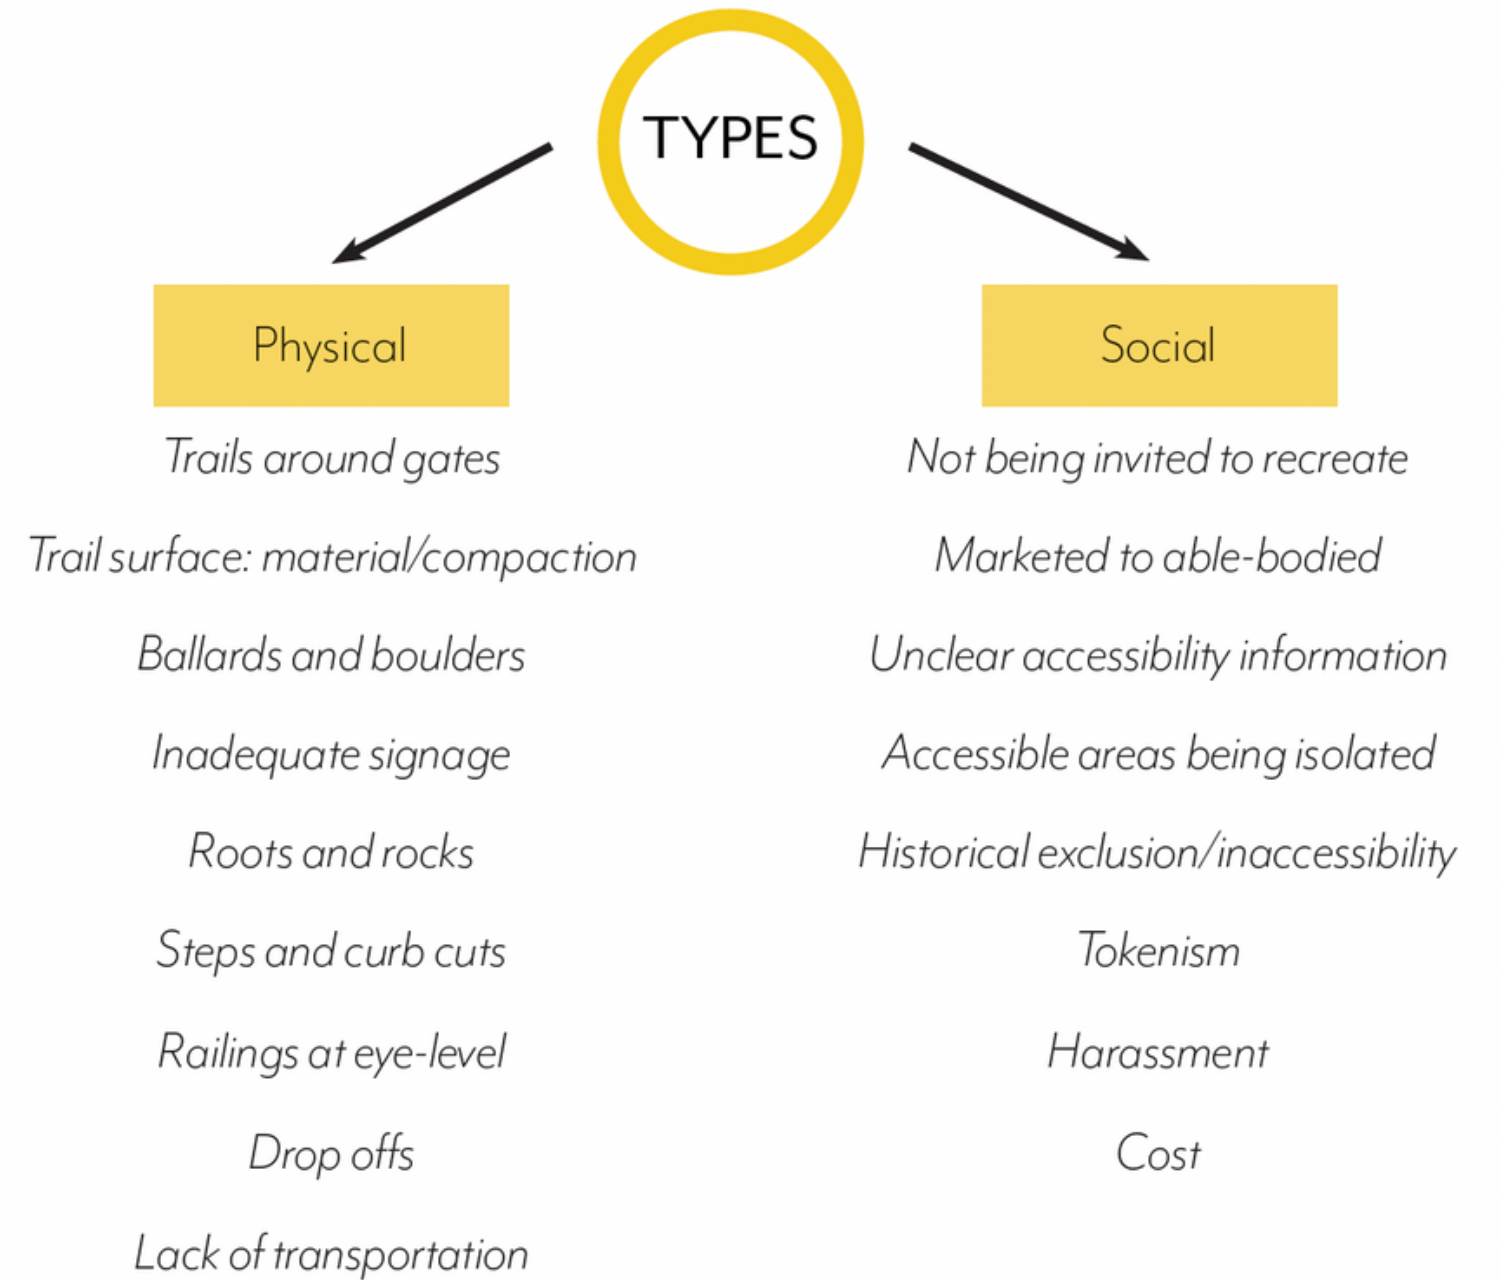 TYPES
Physical
Trails around gates
Trail surface: material/compaction
Ballards and boulders
Inadequate signage
Roots and rocks
Steps and curb cuts
Railings at eye-level
Drop offs
Lack of transportation
Social
Not being invited to recreate
Marketed to able-bodied
Unclear accessibility information
Accessible areas being isolated
Historical exclusion/inaccessibility
Tokenism
Harassment
Cost